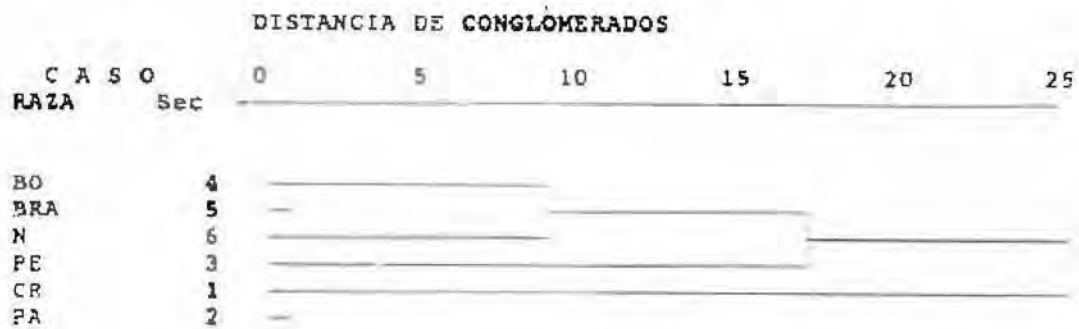 DISTANCIA DE CONGLOMERADOS
C A S O 0 5 10 15 20 25
RAZA Sec
BO 4
BRA 5
N 6
PE 3
CR 1
PA 2